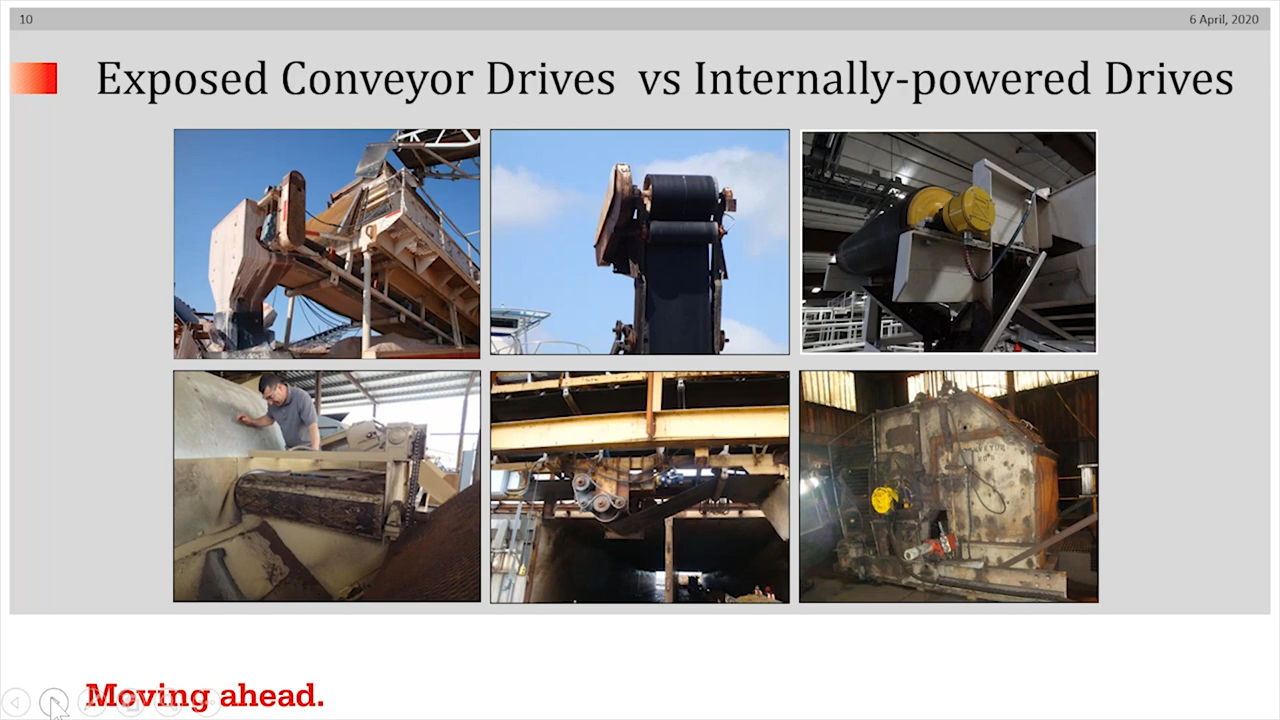 10
6 April, 2020
Exposed Conveyor Drives vs Internally-powered Drives
Moving ahead.